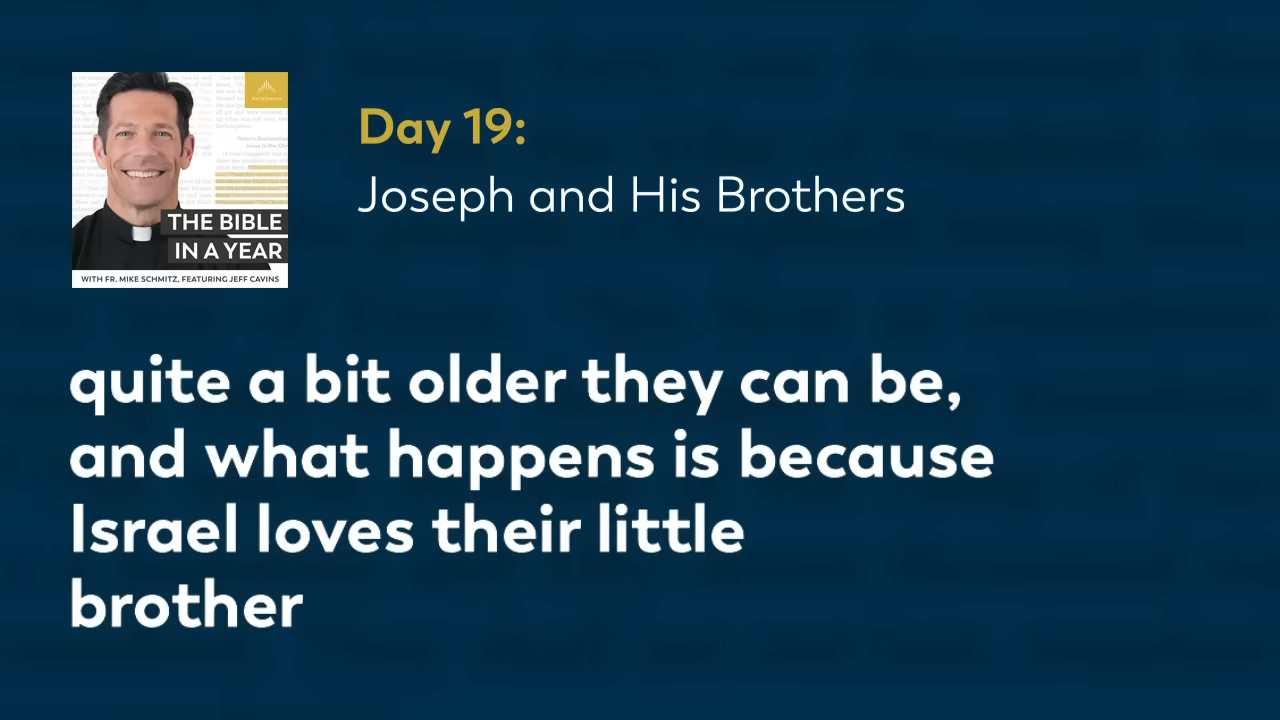 THE BIBLE
IN A YEAR
WITH FR. MIKE SCHMITZ, FEATURING JEFF CAVINS
Day 19:
Joseph and His Brothers
quite a bit older they can be,
and what happens is because
Israel loves their little
brother